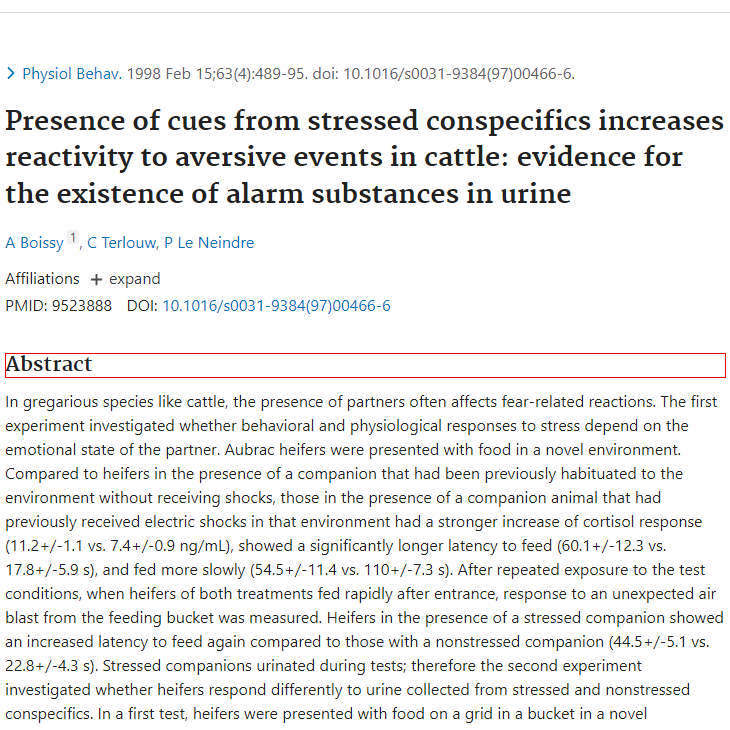 Physiol Behav. 1998 Feb 15;63(4):489-95. doi: 10.1016/s0031-9384(97)00466-6.
Presence of cues from stressed conspecifics increases
reactivity to aversive events in cattle: evidence for
the existence of alarm substances in urine
A Boissy 1, C Terlouw, P Le Neindre
Affiliations + expand
PMID: 9523888 DOI: 10.1016/s0031-9384(97)00466-6
Abstract
In gregarious species like cattle, the presence of partners often affects fear-related reactions. The first
experiment investigated whether behavioral and physiological responses to stress depend on the
emotional state of the partner. Aubrac heifers were presented with food in a novel environment.
Compared to heifers in the presence of a companion that had been previously habituated to the
environment without receiving shocks, those in the presence of a companion animal that had
previously received electric shocks in that environment had a stronger increase of cortisol response
(11.2+/-1.1 vs. 7.4+/-0.9 ng/mL), showed a significantly longer latency to feed (60.1+/-12.3 vs.
17.8+/-5.9 s), and fed more slowly (54.5+/-11.4 vs. 110+/-7.3 s). After repeated exposure to the test
conditions, when heifers of both treatments fed rapidly after entrance, response to an unexpected air
blast from the feeding bucket was measured. Heifers in the presence of a stressed companion showed
an increased latency to feed again compared to those with a nonstressed companion (44.5+/-5.1 vs.
22.8+/-4.3 s). Stressed companions urinated during tests; therefore the second experiment
investigated whether heifers respond differently to urine collected from stressed and nonstressed
conspecifics. In a first test, heifers were presented with food on a grid in a bucket in a novel